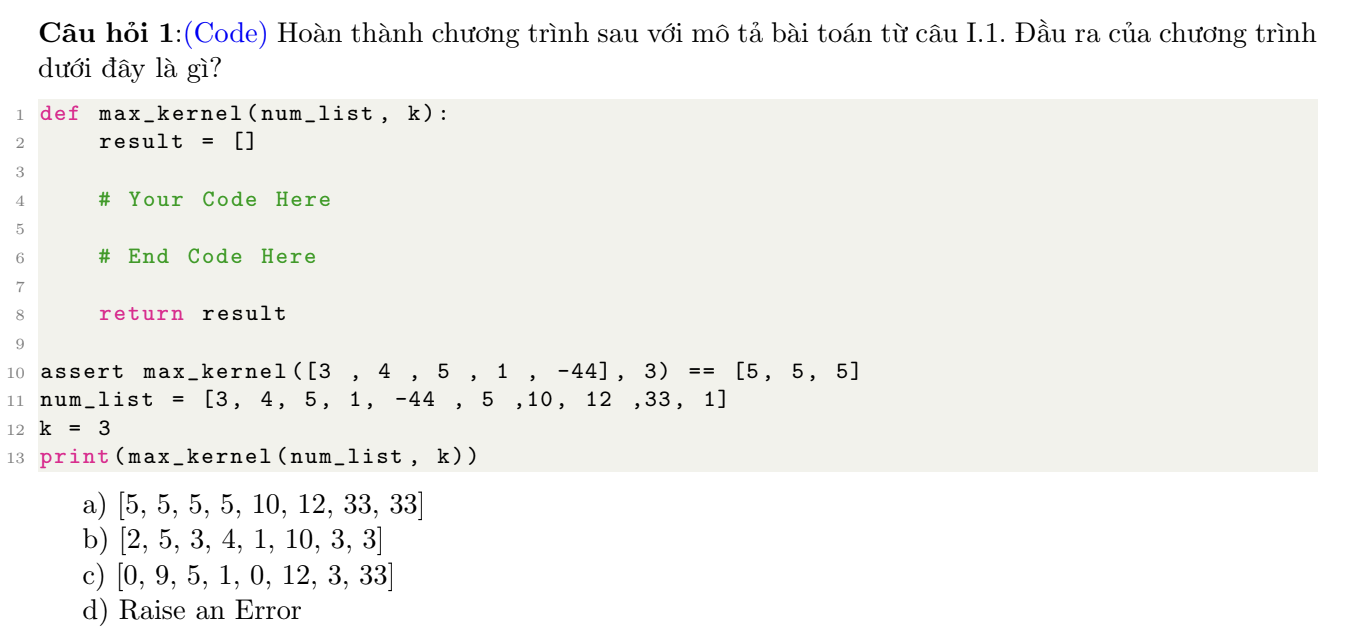 Câu hỏi 1:(Code) Hoàn thành chương trình sau với mô tả bài toán từ câu I.1. Đầu ra của chương trình
dưới đây là gì?
1 def max_kernel(num_list, k):
2     result = []
3
4     # Your Code Here
5
6     # End Code Here
7
8     return result
9
10 assert max_kernel([3 , 4 , 5 , 1 , -44], 3) == [5, 5, 5]
11 num_list = [3, 4, 5, 1, -44 , 5 ,10, 12 ,33, 1]
12 k = 3
13 print(max_kernel(num_list, k))
a) [5, 5, 5, 5, 10, 12, 33, 33]
b) [2, 5, 3, 4, 1, 10, 3, 3]
c) [0, 9, 5, 1, 0, 12, 3, 33]
d) Raise an Error